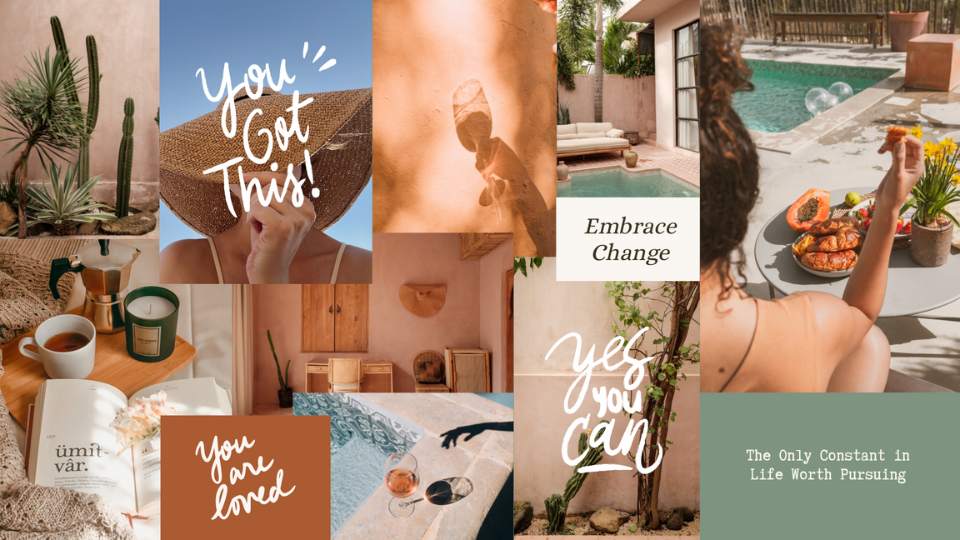 You
Got
This!
Embrace
Change
ümit-
vâr.
yes
you
can
you
are
loved
The Only Constant in
Life Worth Pursuing